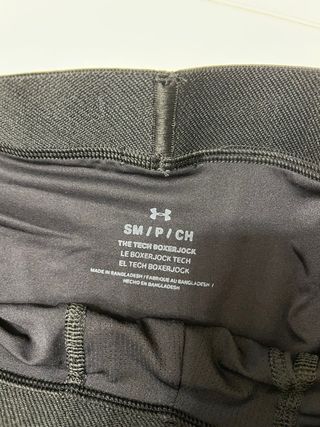 SM / P / CH
THE TECH BOXERJOCK
LE BOXERJOCK TECH
EL TECH BOXERJOCK
MADE IN BANGLADESH / FABRIQUÉ AU BANGLADESH /
HECHO EN BANGLADESH